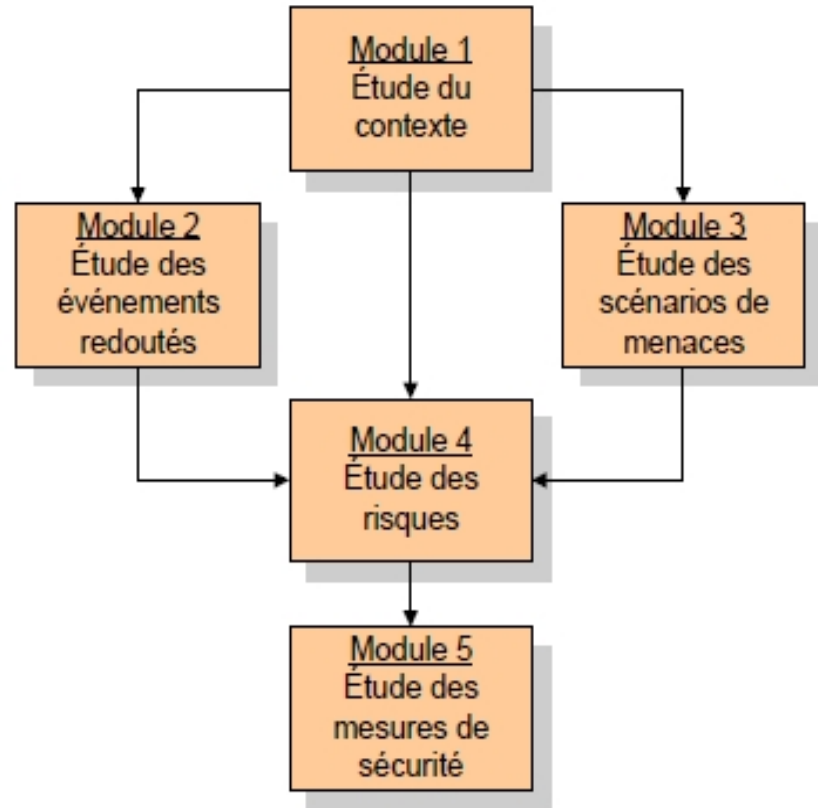 Module 1
Étude du
contexte
Module 2
Étude des
événements
redoutés
Module 3
Étude des
scénarios de
menaces
Module 4
Étude des
risques
Module 5
Étude des
mesures de
sécurité